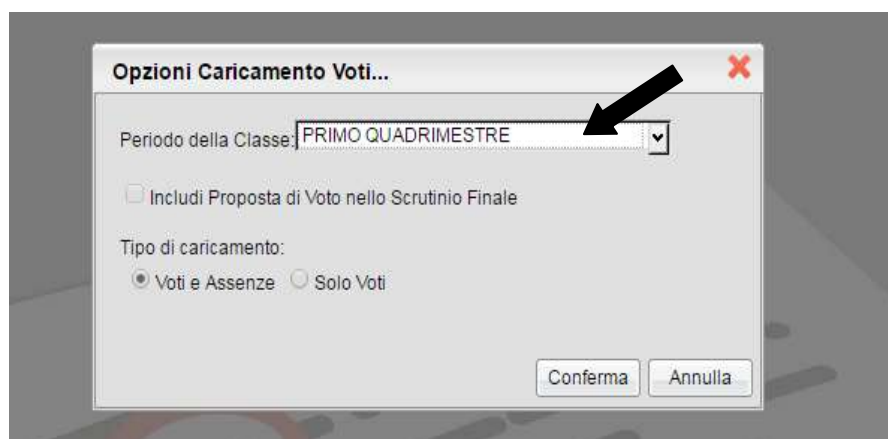 Opzioni Caricamento Voti...
Periodo della Classe: PRIMO QUADRIMESTRE
Includi Proposta di Voto nello Scrutinio Finale
Tipo di caricamento:
Voti e Assenze Solo Voti
Conferma Annulla